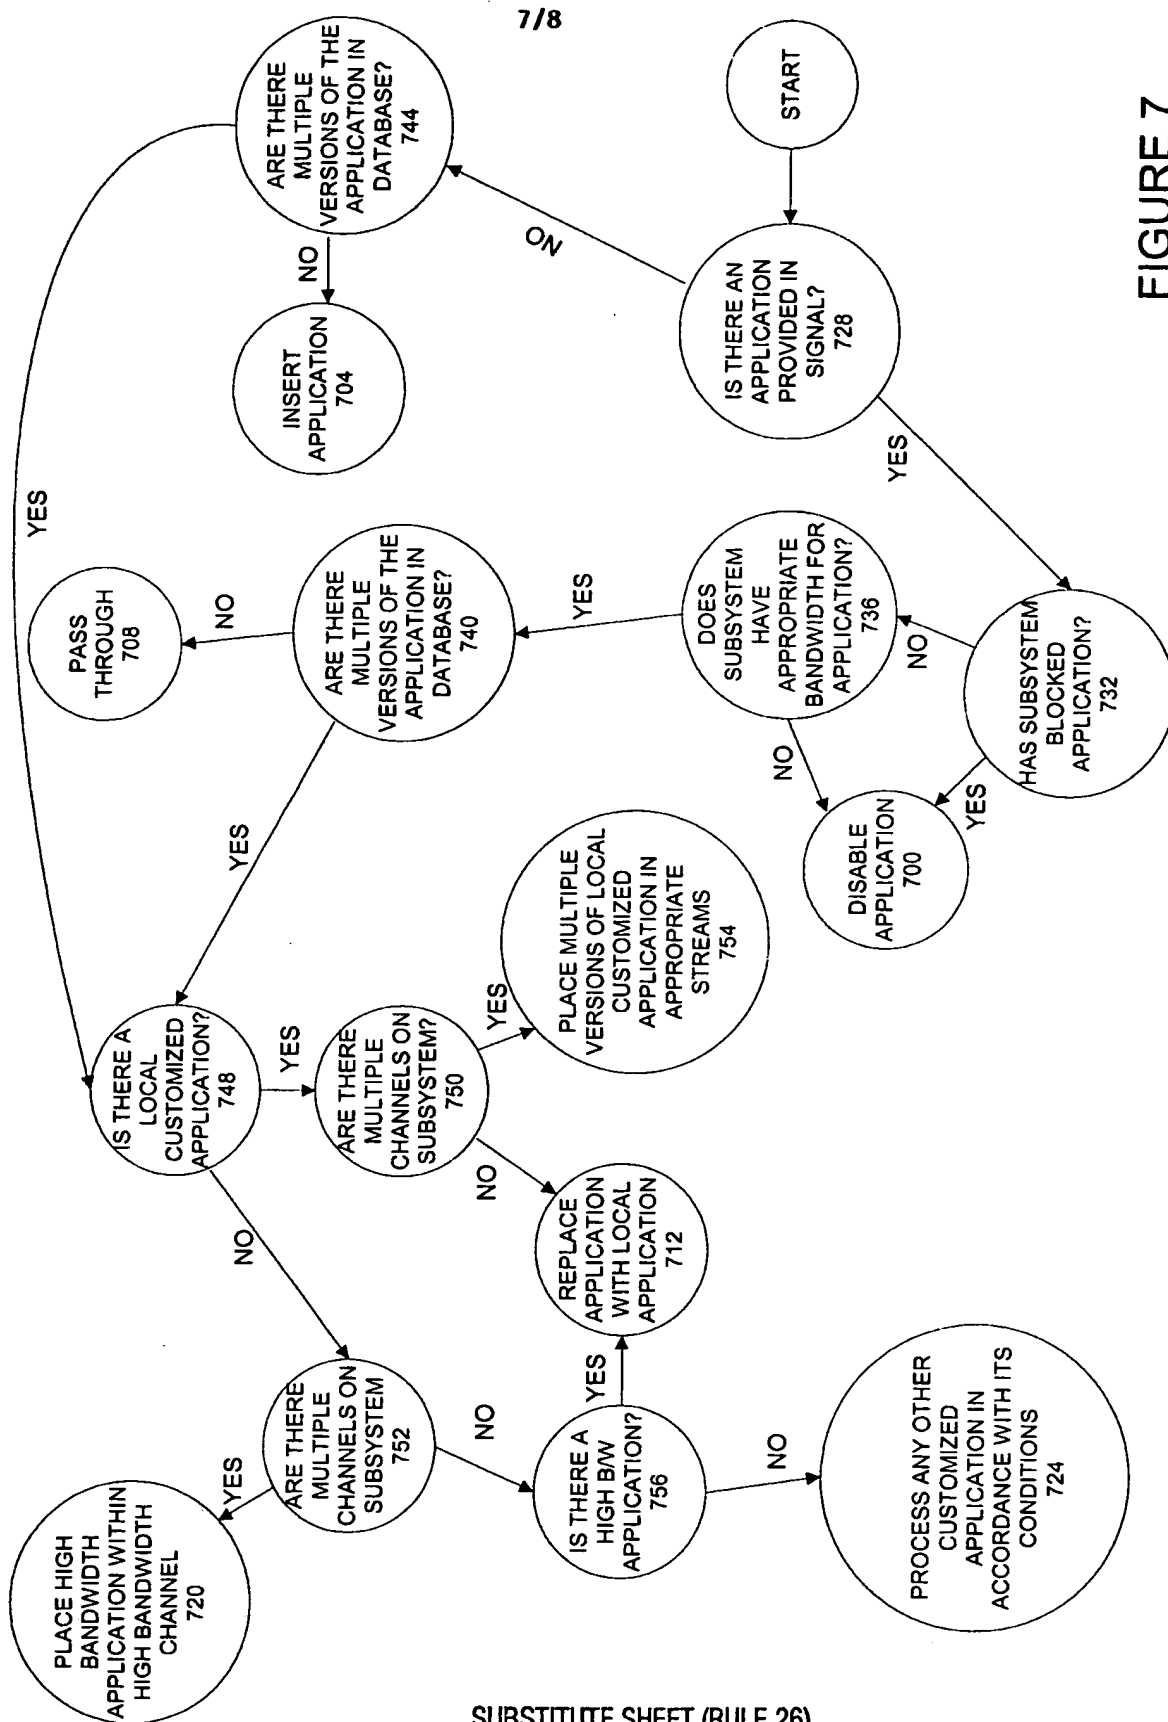 7/8
START
IS THERE AN
APPLICATION
PROVIDED IN
SIGNAL?
728
NO
YES
ARE THERE
MULTIPLE
VERSIONS OF THE
APPLICATION IN
DATABASE?
744
NO
YES
INSERT
APPLICATION
704
HAS SUBSYSTEM
BLOCKED
APPLICATION?
732
NO
YES
DOES
SUBSYSTEM
HAVE
APPROPRIATE
BANDWIDTH FOR
APPLICATION?
736
YES
NO
DISABLE
APPLICATION
700
ARE THERE
MULTIPLE
VERSIONS OF THE
APPLICATION IN
DATABASE?
740
NO
YES
PASS
THROUGH
708
IS THERE A
LOCAL
CUSTOMIZED
APPLICATION?
748
YES
NO
ARE THERE
MULTIPLE
CHANNELS ON
SUBSYSTEM?
750
YES
NO
PLACE MULTIPLE
VERSIONS OF LOCAL
CUSTOMIZED
APPLICATION IN
APPROPRIATE
STREAMS
754
REPLACE
APPLICATION
WITH LOCAL
APPLICATION
712
ARE THERE
MULTIPLE
CHANNELS ON
SUBSYSTEM
752
YES
NO
PLACE HIGH
BANDWIDTH
APPLICATION WITHIN
HIGH BANDWIDTH
CHANNEL
720
IS THERE A
HIGH B/W
APPLICATION?
756
YES
NO
PROCESS ANY OTHER
CUSTOMIZED
APPLICATION IN
ACCORDANCE WITH ITS
CONDITIONS
724
FIGURE 7
SUBSTITUTE SHEET (RULE 26)